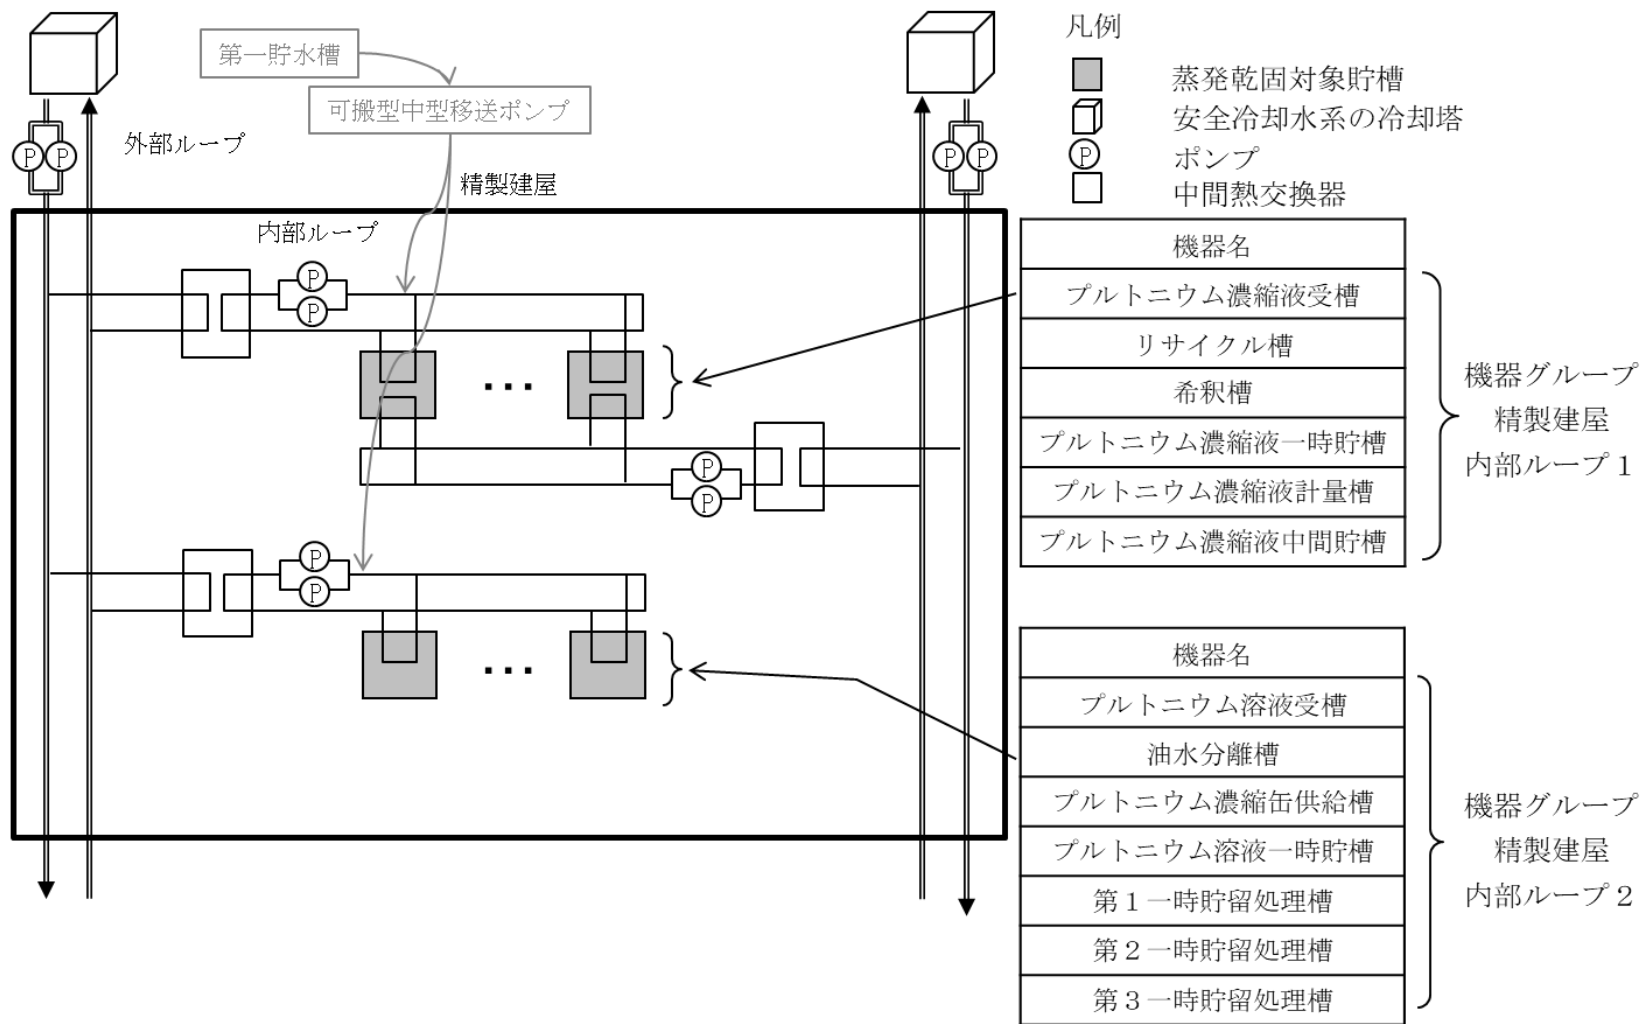 第一貯水槽
可搬型中型移送ポンプ
外部ループ
精製建屋
内部ループ
P
P
P
P
P
P
P
P
P
P
凡例
蒸発乾固対象貯槽
安全冷却水系の冷却塔
P
ポンプ
中間熱交換器
機器名
プルトニウム濃縮液受槽
リサイクル槽
希釈槽
プルトニウム濃縮液一時貯槽
プルトニウム濃縮液計量槽
プルトニウム濃縮液中間貯槽
機器グループ
精製建屋
内部ループ1
機器名
プルトニウム溶液受槽
油水分離槽
プルトニウム濃縮缶供給槽
プルトニウム溶液一時貯槽
第1一時貯留処理槽
第2一時貯留処理槽
第3一時貯留処理槽
機器グループ
精製建屋
内部ループ2